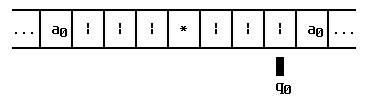 ... a₀ ¦ ¦ ¦ * ¦ ¦ ¦ a₀ ...
q₀